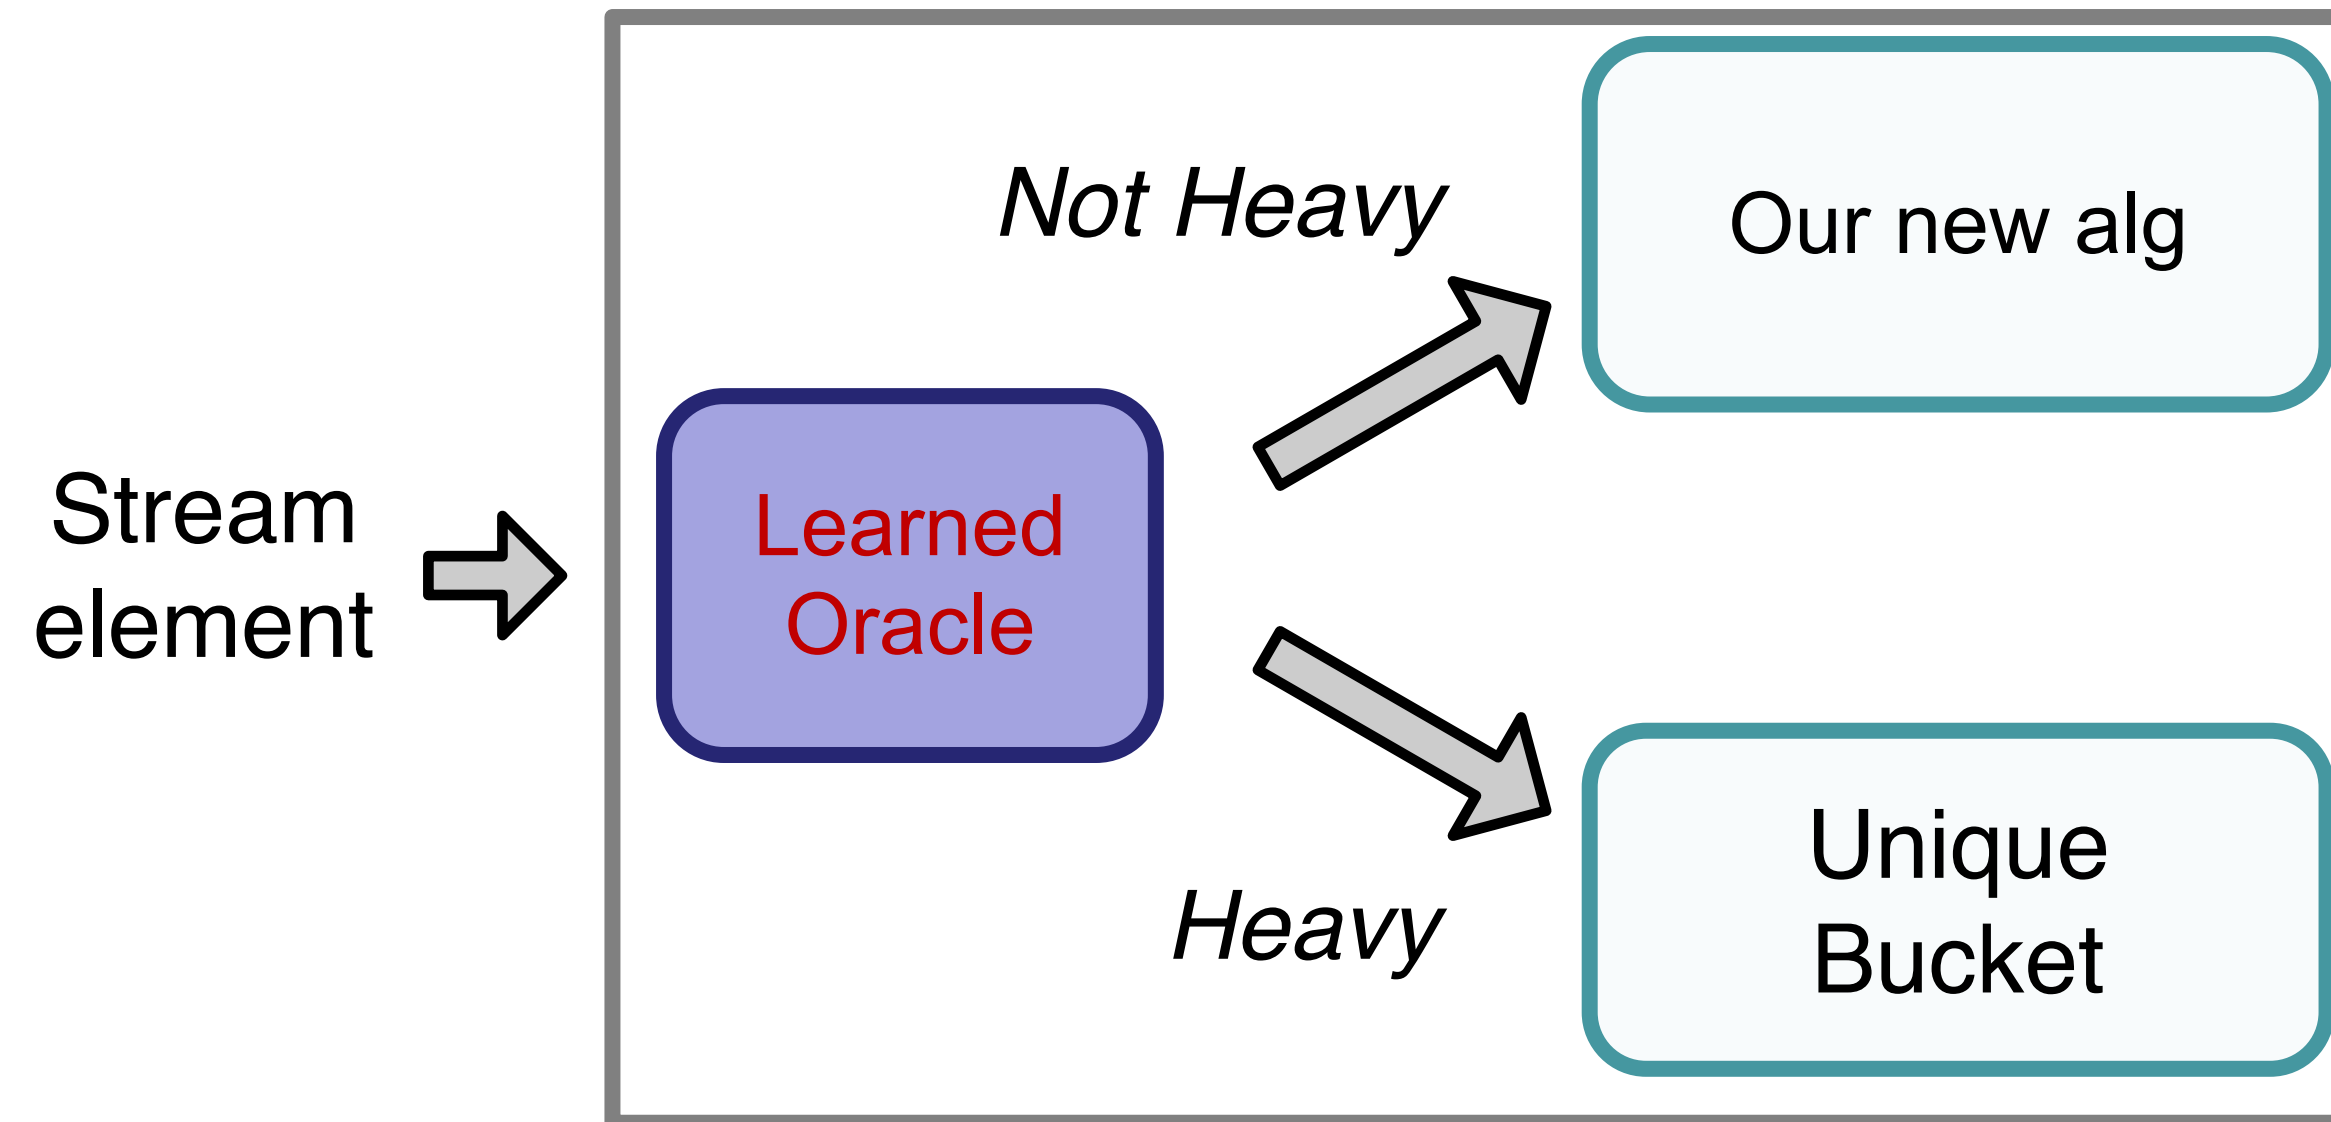 Stream
element
Learned
Oracle
Not Heavy
Our new alg
Heavy
Unique
Bucket